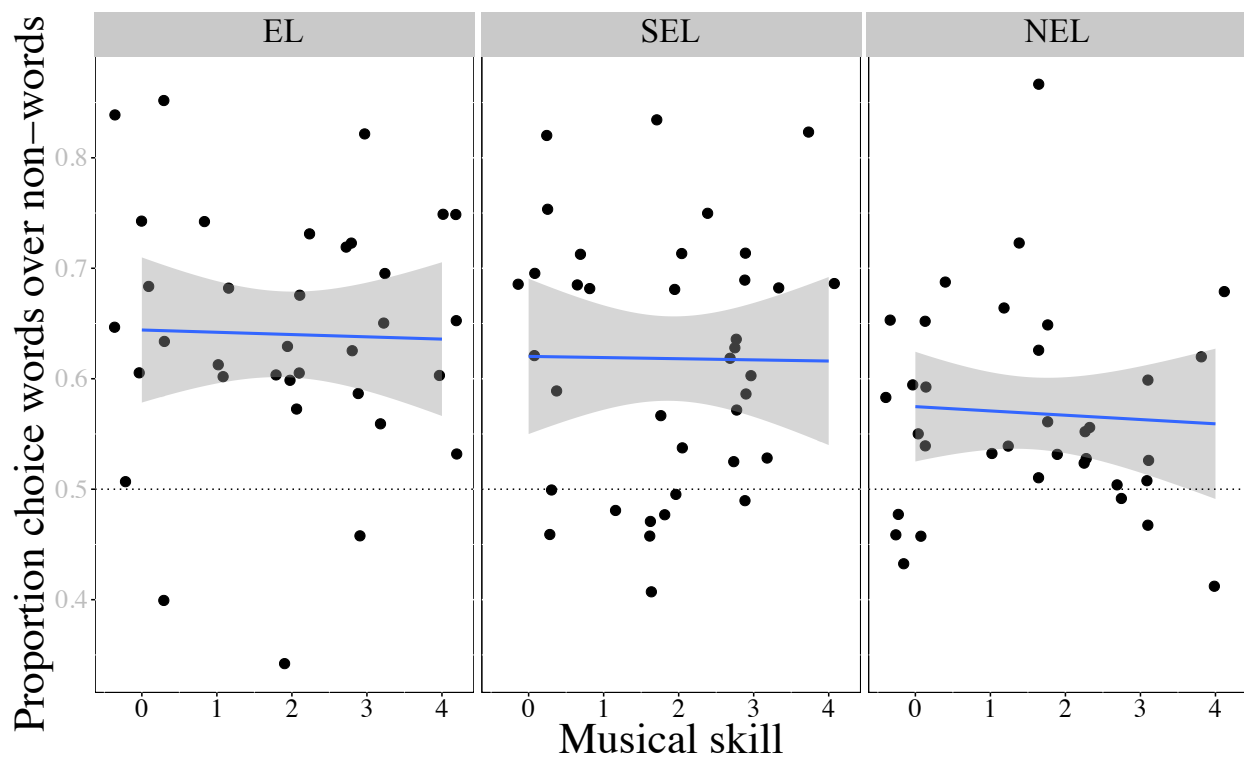 EL SEL NEL
Proportion choice words over non−words
0.8
0.7
0.6
0.5
0.4
0 1 2 3 4 0 1 2 3 4 0 1 2 3 4
Musical skill